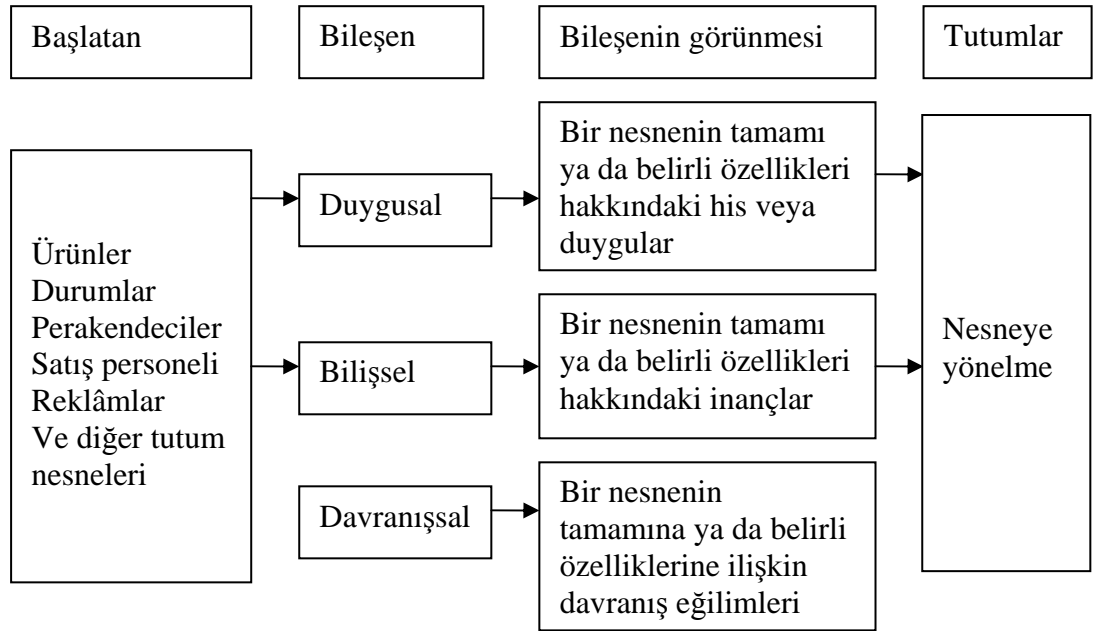 Başlatan
Bileşen
Bileşenin görünmesi
Tutumlar
Ürünler
Durumlar
Perakendeciler
Satış personeli
Reklâmlar
Ve diğer tutum
nesneleri
Duygusal
Bir nesnenin tamamı
ya da belirli özellikleri
hakkındaki his veya
duygular
Bilişsel
Bir nesnenin tamamı
ya da belirli özellikleri
hakkındaki inançlar
Davranışsal
Bir nesnenin
tamamına ya da belirli
özelliklerine ilişkin
davranış eğilimleri
Nesneye
yönelme